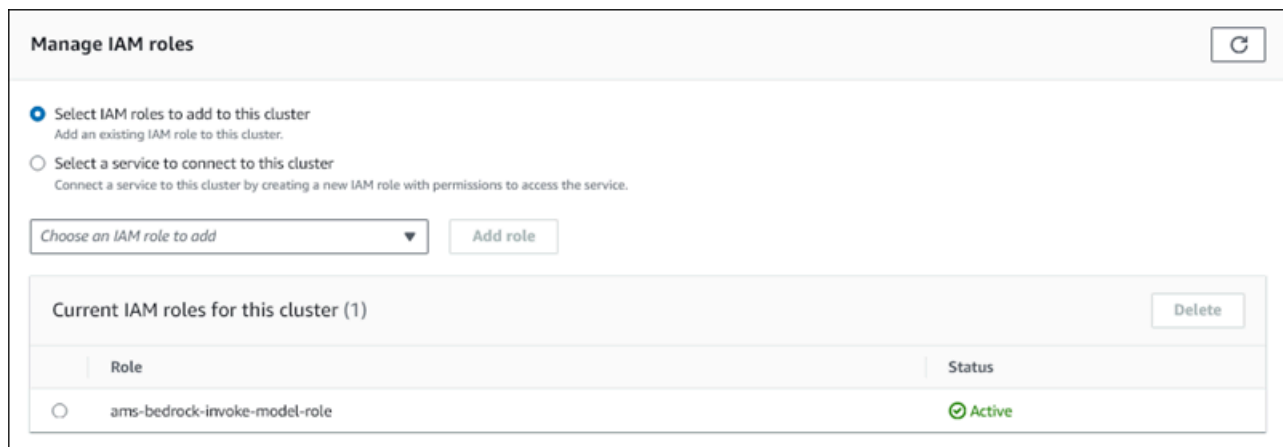 Manage IAM roles
Select IAM roles to add to this cluster
Add an existing IAM role to this cluster.
Select a service to connect to this cluster
Connect a service to this cluster by creating a new IAM role with permissions to access the service.
Choose an IAM role to add
Add role
Current IAM roles for this cluster (1)
Delete
Role
Status
ams-bedrock-invoke-model-role
Active